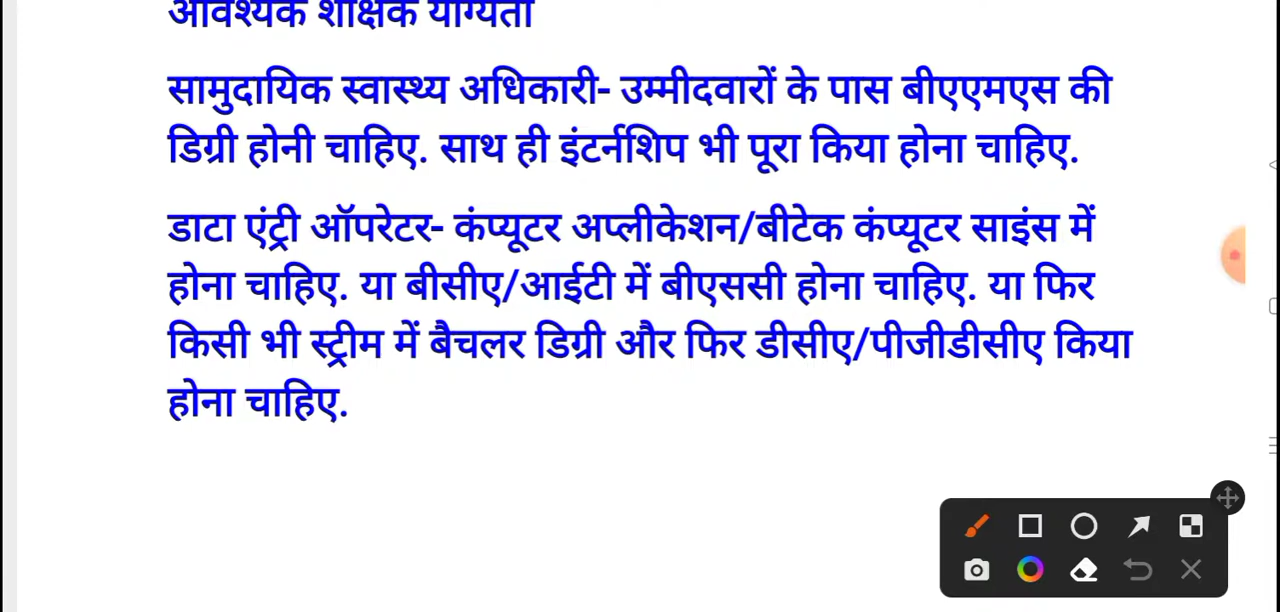 आवश्यक शैक्षिक योग्यता
सामुदायिक स्वास्थ्य अधिकारी- उम्मीदवारों के पास बीएएमएस की
डिग्री होनी चाहिए. साथ ही इंटर्नशिप भी पूरा किया होना चाहिए.
डाटा एंट्री ऑपरेटर- कंप्यूटर अप्लीकेशन/बीटेक कंप्यूटर साइंस में
होना चाहिए. या बीसीए/आईटी में बीएससी होना चाहिए. या फिर
किसी भी स्ट्रीम में बैचलर डिग्री और फिर डीसीए/पीजीडीसीए किया
होना चाहिए.